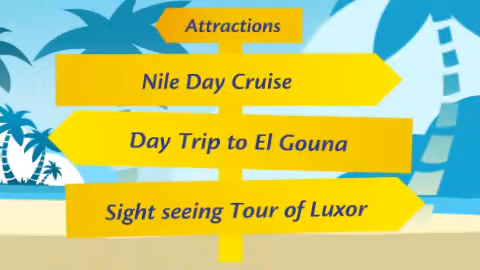 Attractions
Nile Day Cruise
Day Trip to El Gouna
Sight seeing Tour of Luxor